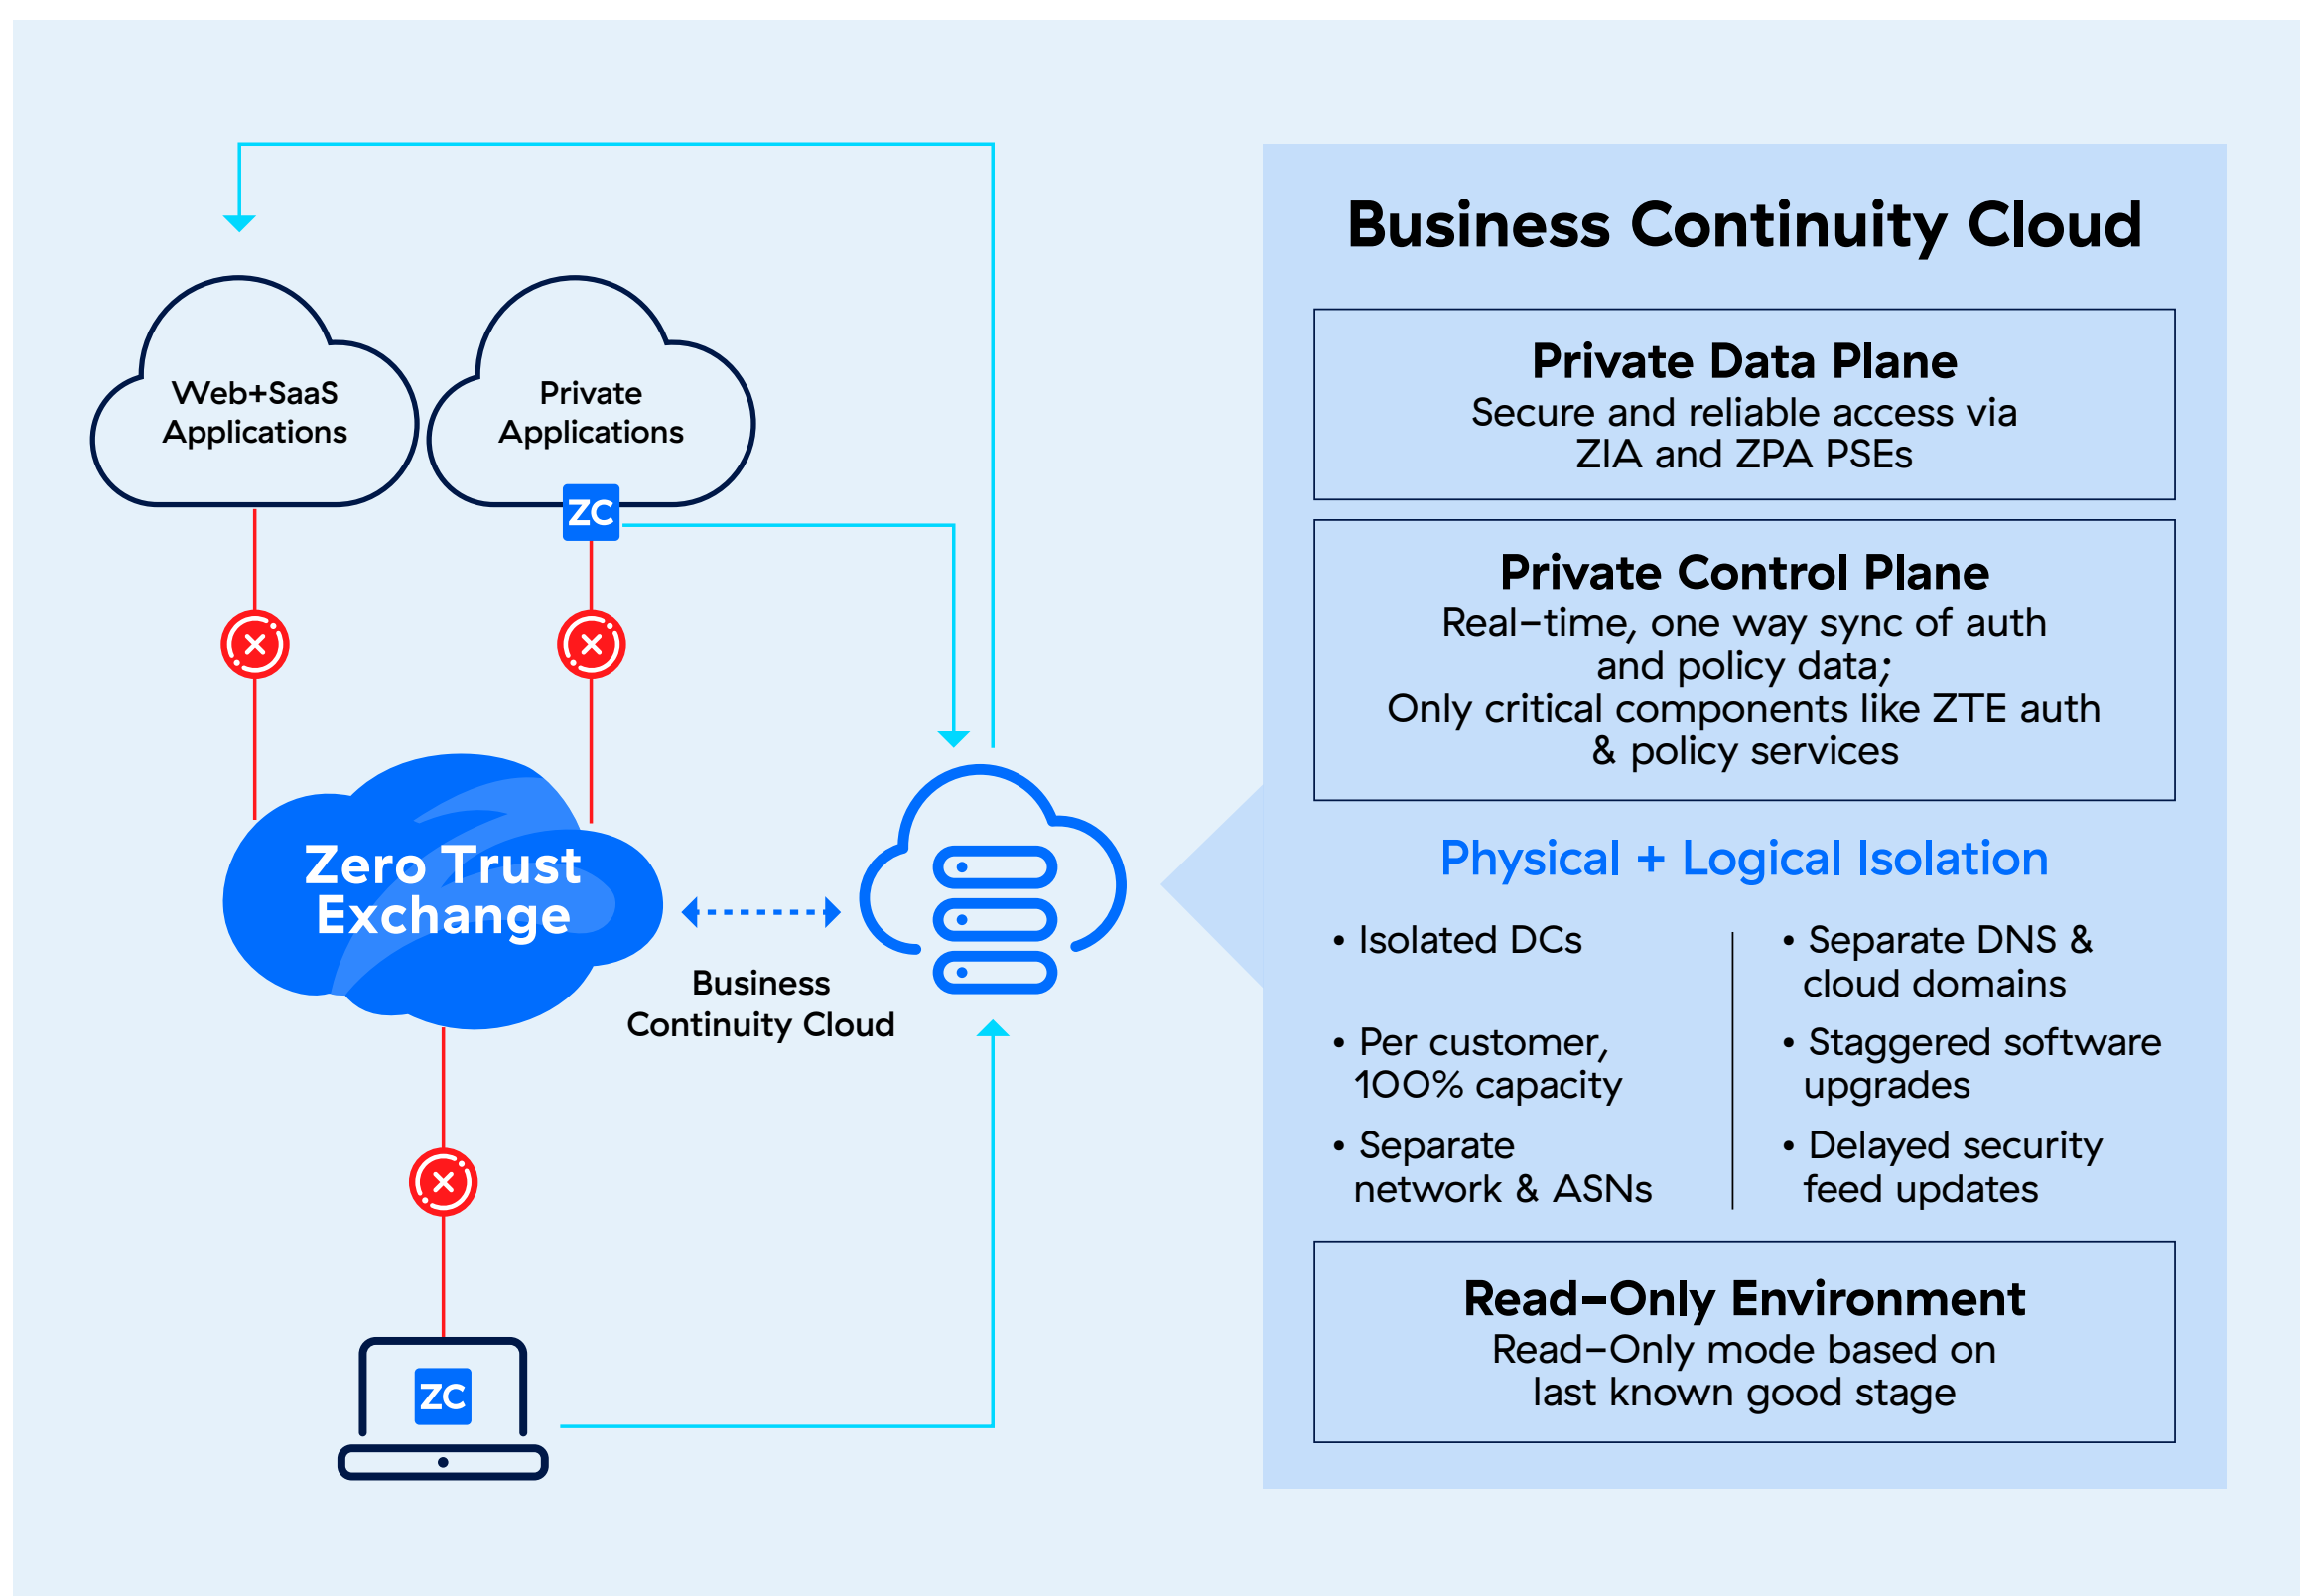 Web+SaaS
Applications
Private
Applications
ZC
Zero Trust
Exchange
Business
Continuity Cloud
ZC
Business Continuity Cloud
Private Data Plane
Secure and reliable access via
ZIA and ZPA PSEs
Private Control Plane
Real-time, one way sync of auth
and policy data;
Only critical components like ZTE auth
& policy services
Physical + Logical Isolation
• Isolated DCs
• Per customer,
100% capacity
• Separate
network & ASNs
• Separate DNS &
cloud domains
• Staggered software
upgrades
• Delayed security
feed updates
Read-Only Environment
Read-Only mode based on
last known good stage